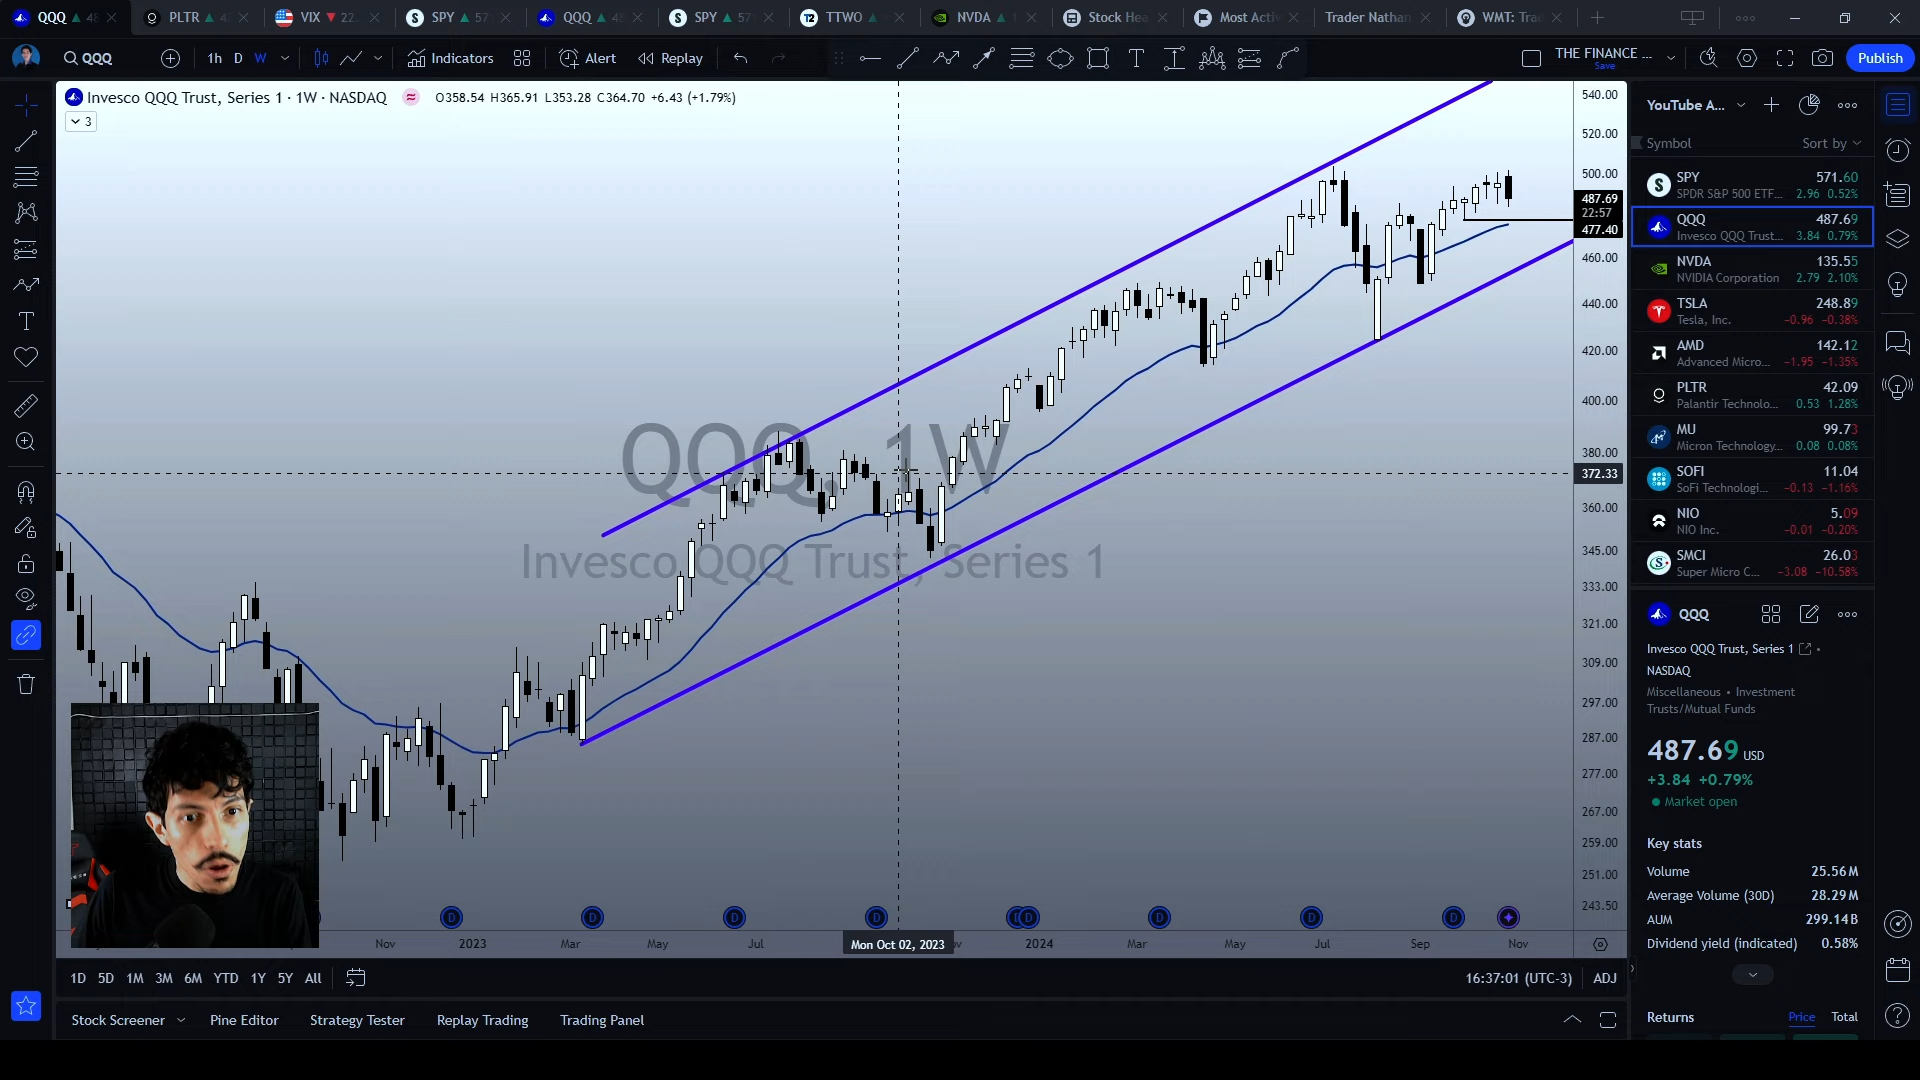 QQQ ▲ 48
PLTR ▲ 4
VIX ▼ 22.
SPY ▲ 57
QQQ ▲ 48
SPY ▲ 57
TTWO ▲
NVDA ▲ 1
Stock Hea
Most Activ
Trader Nathan
WMT: Trad
QQQ
1h D W
Indicators
Alert
Replay
THE FINANCE ...
Save
Publish
Invesco QQQ Trust, Series 1 · 1W · NASDAQ
O358.54 H365.91 L353.28 C364.70 +6.43 (+1.79%)
3
QQQ, 1W
Invesco QQQ Trust, Series 1
540.00
520.00
500.00
487.69
22:57
477.40
460.00
440.00
420.00
400.00
380.00
372.33
360.00
345.00
333.00
321.00
309.00
297.00
287.00
277.00
267.00
259.00
251.00
243.50
D D D D D D D D
Nov 2023 Mar May Jul Mon Oct 02, 2023 2024 Mar May Jul Sep Nov
1D 5D 1M 3M 6M YTD 1Y 5Y All
16:37:01 (UTC-3) ADJ
Stock Screener
Pine Editor
Strategy Tester
Replay Trading
Trading Panel
YouTube A...
Symbol Sort by
SPY 571.60
SPDR S&P 500 ETF... 2.96 0.52%
QQQ 487.69
Invesco QQQ Trust... 3.84 0.79%
NVDA 135.55
NVIDIA Corporation 2.79 2.10%
TSLA 248.89
Tesla, Inc. −0.96 −0.38%
AMD 142.12
Advanced Micro... −1.95 −1.35%
PLTR 42.09
Palantir Technolo... 0.53 1.28%
MU 99.73
Micron Technology... 0.08 0.08%
SOFI 11.04
SoFi Technologi... −0.13 −1.16%
NIO 5.09
NIO Inc. −0.01 −0.20%
SMCI 26.03
Super Micro C... −3.08 −10.58%
QQQ
Invesco QQQ Trust, Series 1 •
NASDAQ
Miscellaneous • Investment
Trusts/Mutual Funds
487.69 USD
+3.84 +0.79%
Market open
Key stats
Volume 25.56M
Average Volume (30D) 28.29M
AUM 299.14B
Dividend yield (indicated) 0.58%
Returns Price Total